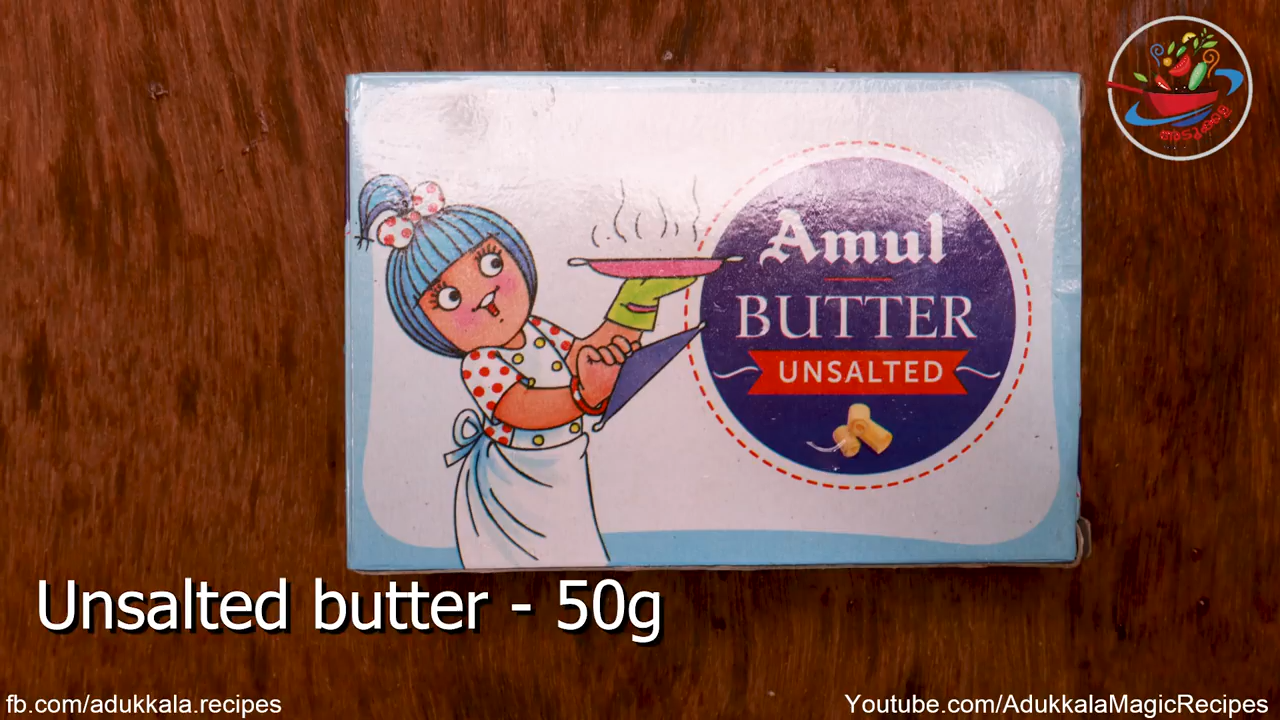 Amul
BUTTER
UNSALTED
Unsalted butter - 50g
fb.com/adukkala.recipes
Youtube.com/AdukkalaMagicRecipes